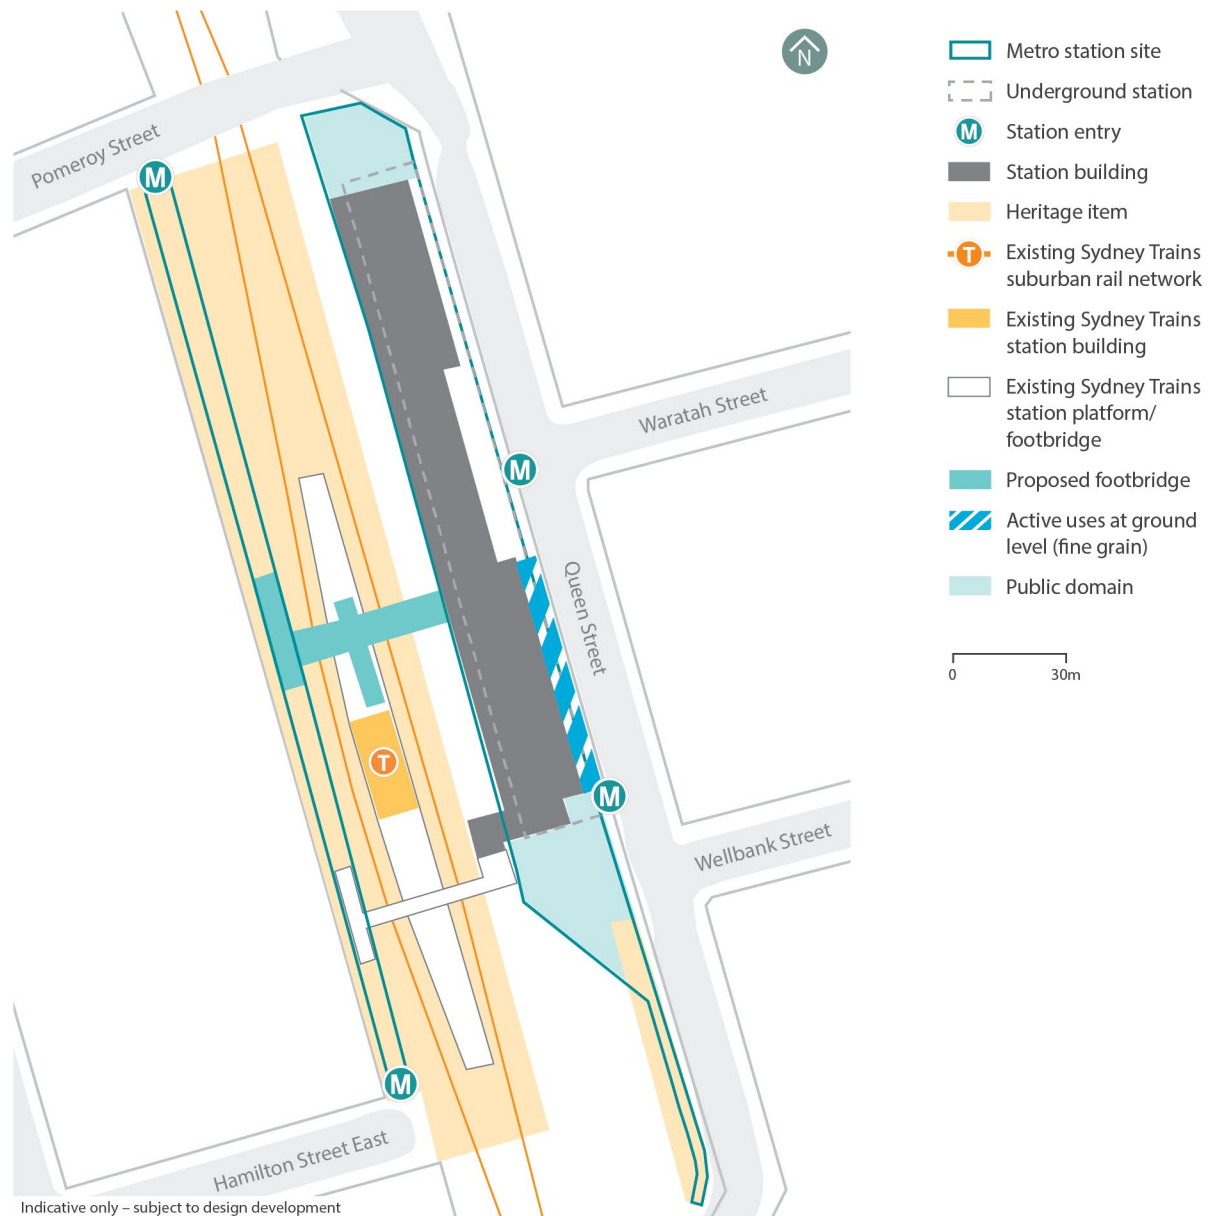 N
Metro station site
Underground station
M
Station entry
Station building
Heritage item
T
Existing Sydney Trains
suburban rail network
Existing Sydney Trains
station building
Existing Sydney Trains
station platform/
footbridge
Proposed footbridge
Active uses at ground
level (fine grain)
Public domain
0 30m
Pomeroy Street
M
Waratah Street
M
Queen Street
T
M
Wellbank Street
M
Hamilton Street East
Indicative only – subject to design development